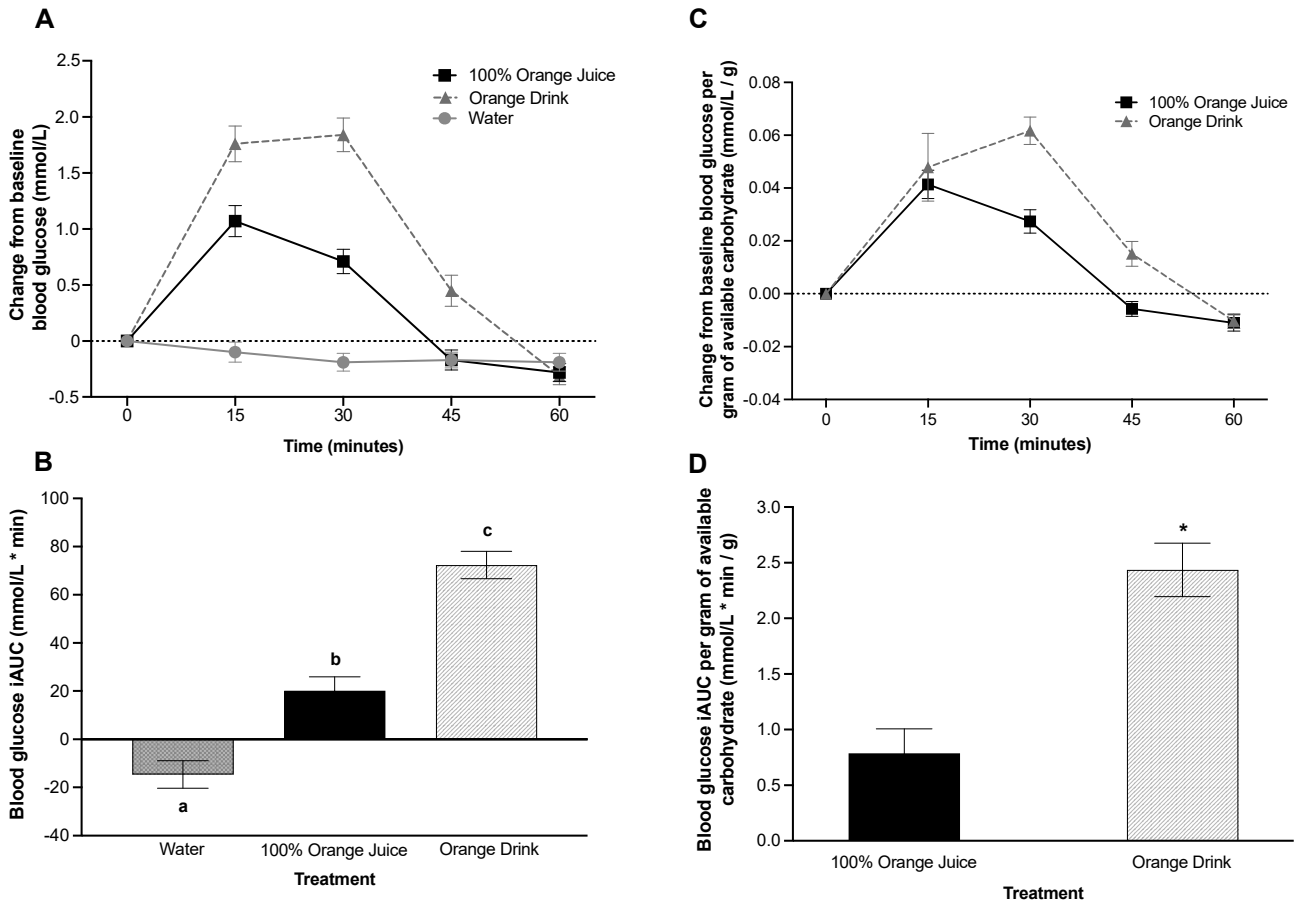 A
Change from baseline
blood glucose (mmol/L)
2.5
2.0
1.5
1.0
0.5
0
-0.5
0
15
30
45
60
Time (minutes)
100% Orange Juice
Orange Drink
Water
C
Change from baseline blood glucose per
gram of available carbohydrate (mmol/L / g)
0.08
0.06
0.04
0.02
0.00
-0.02
-0.04
0
15
30
45
60
Time (minutes)
100% Orange Juice
Orange Drink
B
Blood glucose iAUC (mmol/L * min)
100
80
60
40
20
0
-20
-40
a
b
c
Water
100% Orange Juice
Orange Drink
Treatment
D
Blood glucose iAUC per gram of available
carbohydrate (mmol/L * min / g)
3.0
2.5
2.0
1.5
1.0
0.5
0.0
*
100% Orange Juice
Orange Drink
Treatment